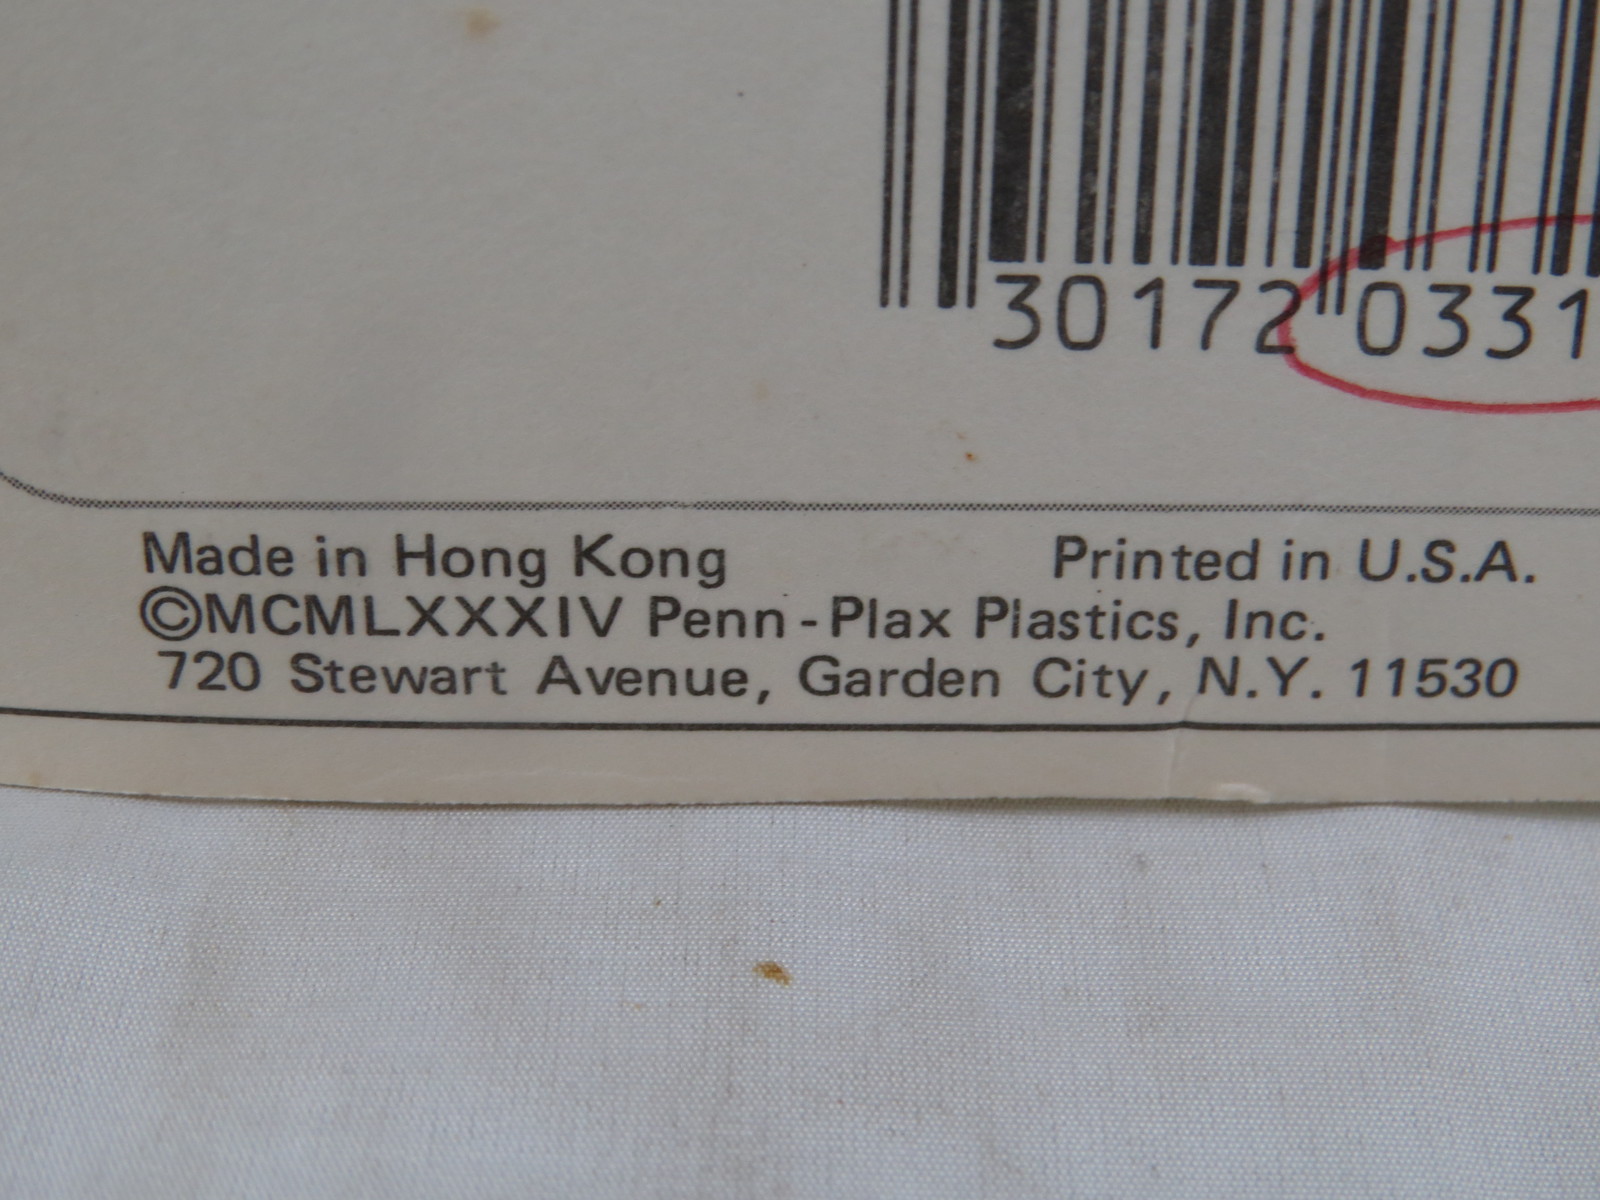 30172 0331
Made in Hong Kong Printed in U.S.A.
©MCMLXXXIV Penn-Plax Plastics, Inc.
720 Stewart Avenue, Garden City, N.Y. 11530